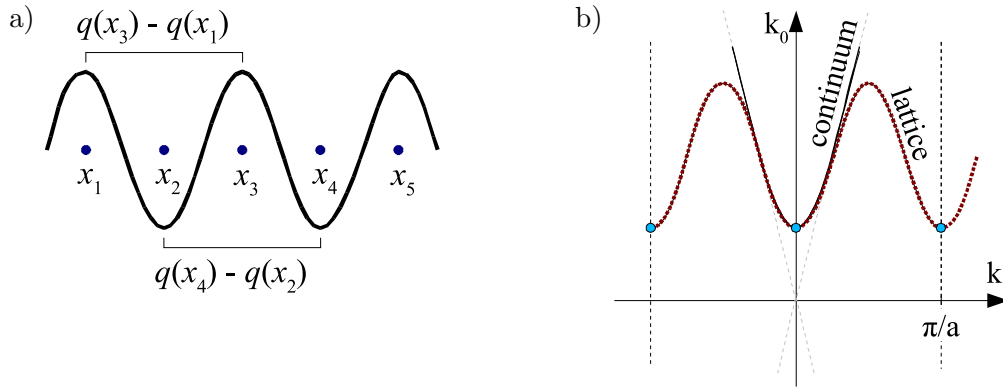 a)
q(x₃) - q(x₁)
x₁ x₂ x₃ x₄ x₅
q(x₄) - q(x₂)
b)
k₀
continuum
lattice
k
π/a